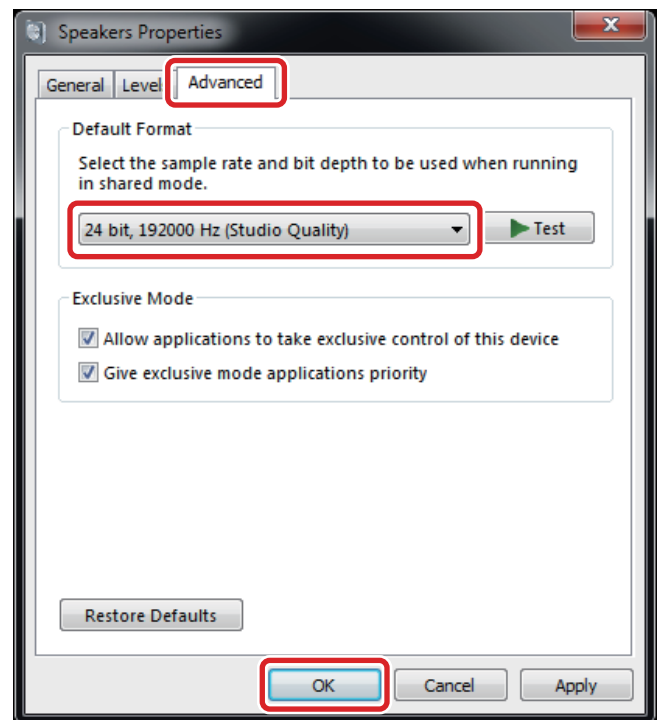 Speakers Properties
General Levels Advanced
Default Format
Select the sample rate and bit depth to be used when running
in shared mode.
24 bit, 192000 Hz (Studio Quality) Test
Exclusive Mode
Allow applications to take exclusive control of this device
Give exclusive mode applications priority
Restore Defaults
OK Cancel Apply